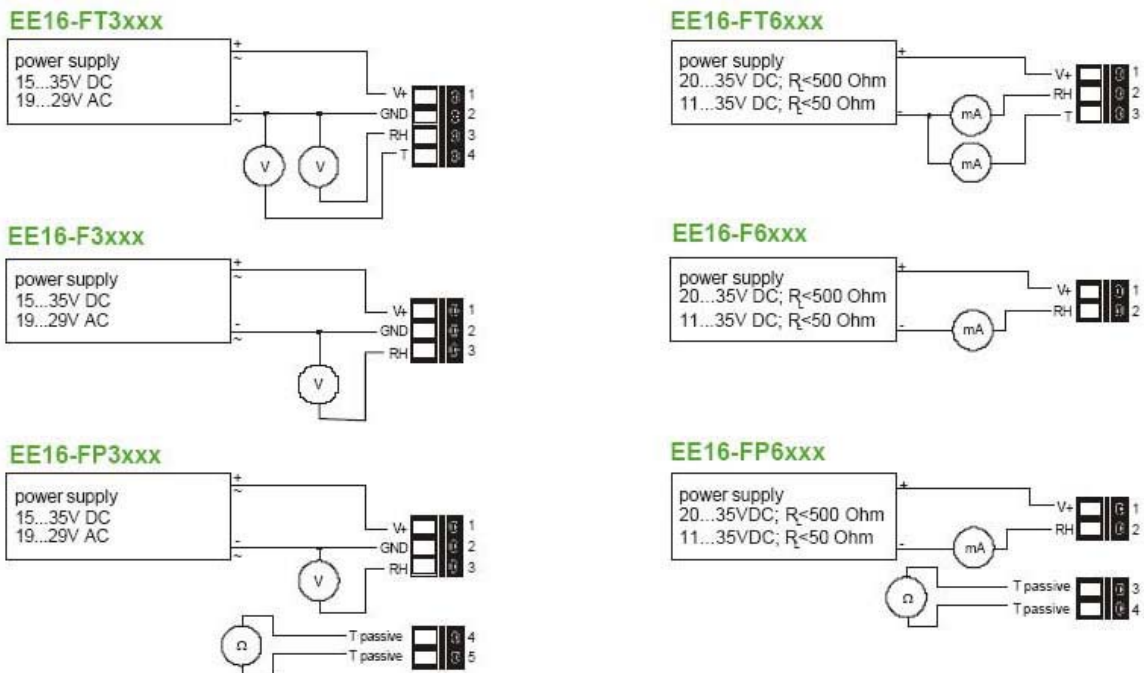 EE16-FT3xxx
power supply
15...35V DC
19...29V AC
+
~
-
~
V+ 1
GND 2
RH 3
T 4
V V
EE16-F3xxx
power supply
15...35V DC
19...29V AC
+
~
-
~
V+ 1
GND 2
RH 3
V
EE16-FP3xxx
power supply
15...35V DC
19...29V AC
+
~
-
~
V+ 1
GND 2
RH 3
V
Ω
T passive 4
T passive 5
EE16-FT6xxx
power supply
20...35V DC; RL<500 Ohm
11...35V DC; RL<50 Ohm
+
-
V+ 1
RH 2
T 3
mA
mA
EE16-F6xxx
power supply
20...35V DC; RL<500 Ohm
11...35V DC; RL<50 Ohm
+
-
V+ 1
RH 2
mA
EE16-FP6xxx
power supply
20...35VDC; RL<500 Ohm
11...35VDC; RL<50 Ohm
+
-
V+ 1
RH 2
mA
Ω
T passive 3
T passive 4